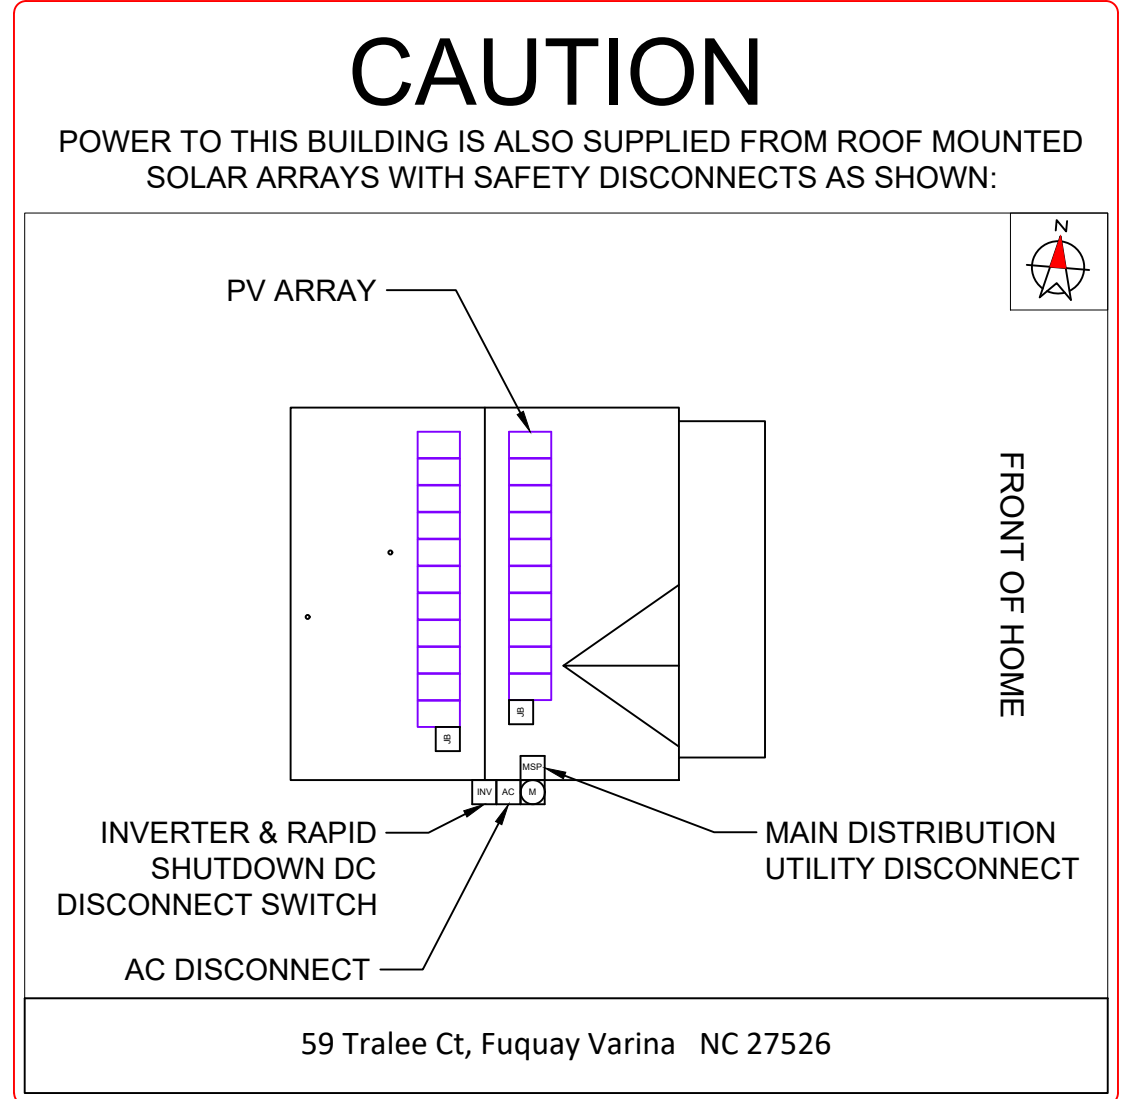 CAUTION
POWER TO THIS BUILDING IS ALSO SUPPLIED FROM ROOF MOUNTED
SOLAR ARRAYS WITH SAFETY DISCONNECTS AS SHOWN:
N
PV ARRAY
FRONT OF HOME
JB
JB
MSP
INV
AC
M
INVERTER & RAPID
SHUTDOWN DC
DISCONNECT SWITCH
MAIN DISTRIBUTION
UTILITY DISCONNECT
AC DISCONNECT
59 Tralee Ct, Fuquay Varina   NC 27526